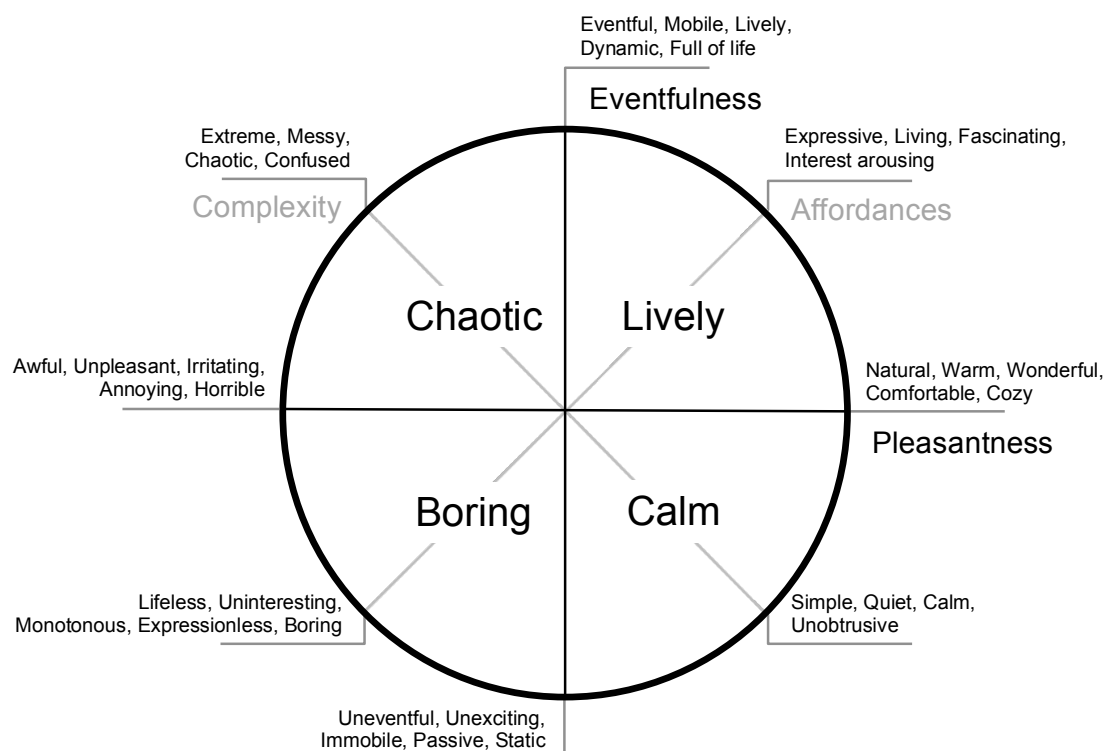 Eventful, Mobile, Lively,
Dynamic, Full of life
Eventfulness
Extreme, Messy,
Chaotic, Confused
Complexity
Expressive, Living, Fascinating,
Interest arousing
Affordances
Chaotic
Lively
Awful, Unpleasant, Irritating,
Annoying, Horrible
Natural, Warm, Wonderful,
Comfortable, Cozy
Pleasantness
Boring
Calm
Lifeless, Uninteresting,
Monotonous, Expressionless, Boring
Simple, Quiet, Calm,
Unobtrusive
Uneventful, Unexciting,
Immobile, Passive, Static